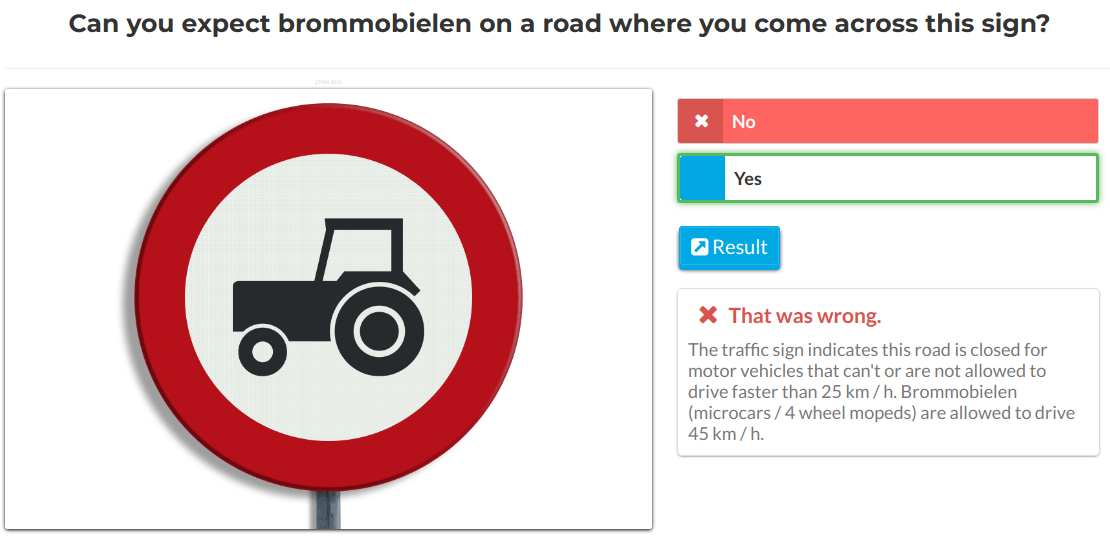 Can you expect brommobielen on a road where you come across this sign?
No
Yes
Result
That was wrong.
The traffic sign indicates this road is closed for
motor vehicles that can't or are not allowed to
drive faster than 25 km / h. Brommobielen
(microcars / 4 wheel mopeds) are allowed to drive
45 km / h.